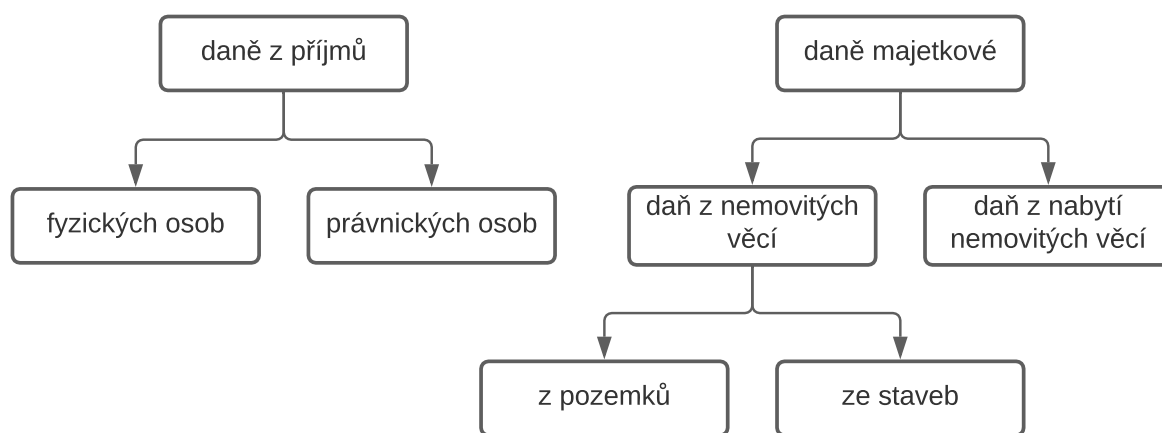 daně z příjmů
daně majetkové
fyzických osob
právnických osob
daň z nemovitých
věcí
daň z nabytí
nemovitých věcí
z pozemků
ze staveb